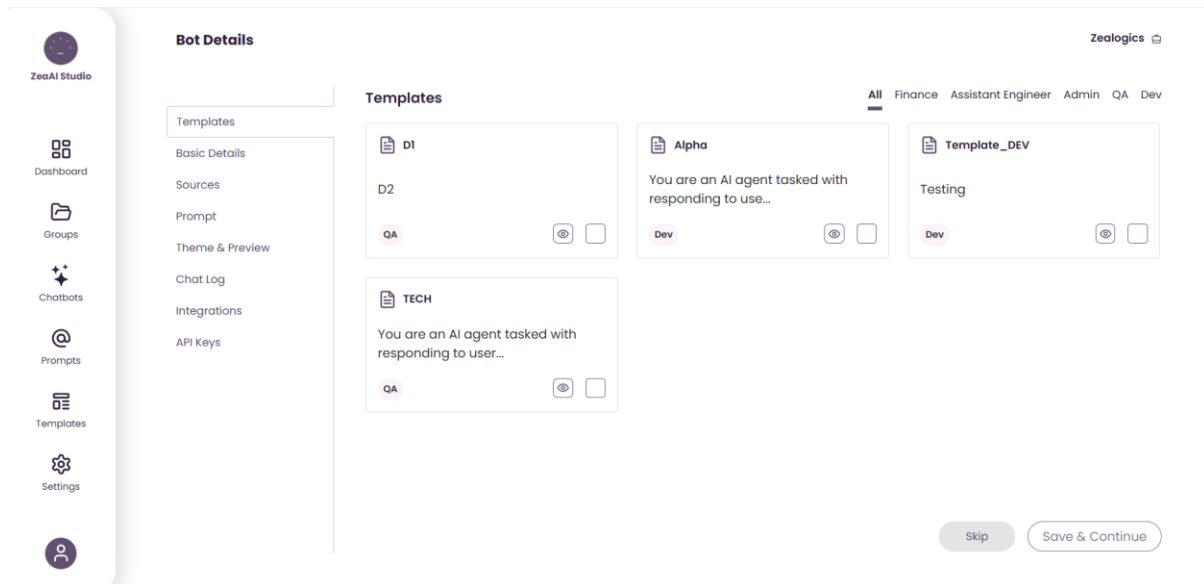 ZeaAI Studio
Dashboard
Groups
Chatbots
Prompts
Templates
Settings
Bot Details
Zealogics
Templates
Basic Details
Sources
Prompt
Theme & Preview
Chat Log
Integrations
API Keys
Templates
All Finance Assistant Engineer Admin QA Dev
D1
D2
QA
Alpha
You are an AI agent tasked with
responding to use...
Dev
Template_DEV
Testing
Dev
TECH
You are an AI agent tasked with
responding to user...
QA
Skip
Save & Continue